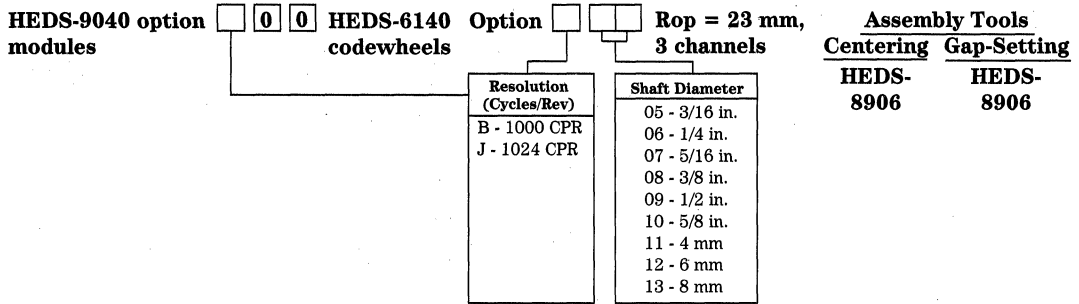 HEDS-9040 option 0 0 HEDS-6140 Option Rop = 23 mm, Assembly Tools
modules codewheels 3 channels Centering Gap-Setting
HEDS- HEDS-
8906 8906
Resolution Shaft Diameter
(Cycles/Rev)
B - 1000 CPR 05 - 3/16 in.
J - 1024 CPR 06 - 1/4 in.
07 - 5/16 in.
08 - 3/8 in.
09 - 1/2 in.
10 - 5/8 in.
11 - 4 mm
12 - 6 mm
13 - 8 mm